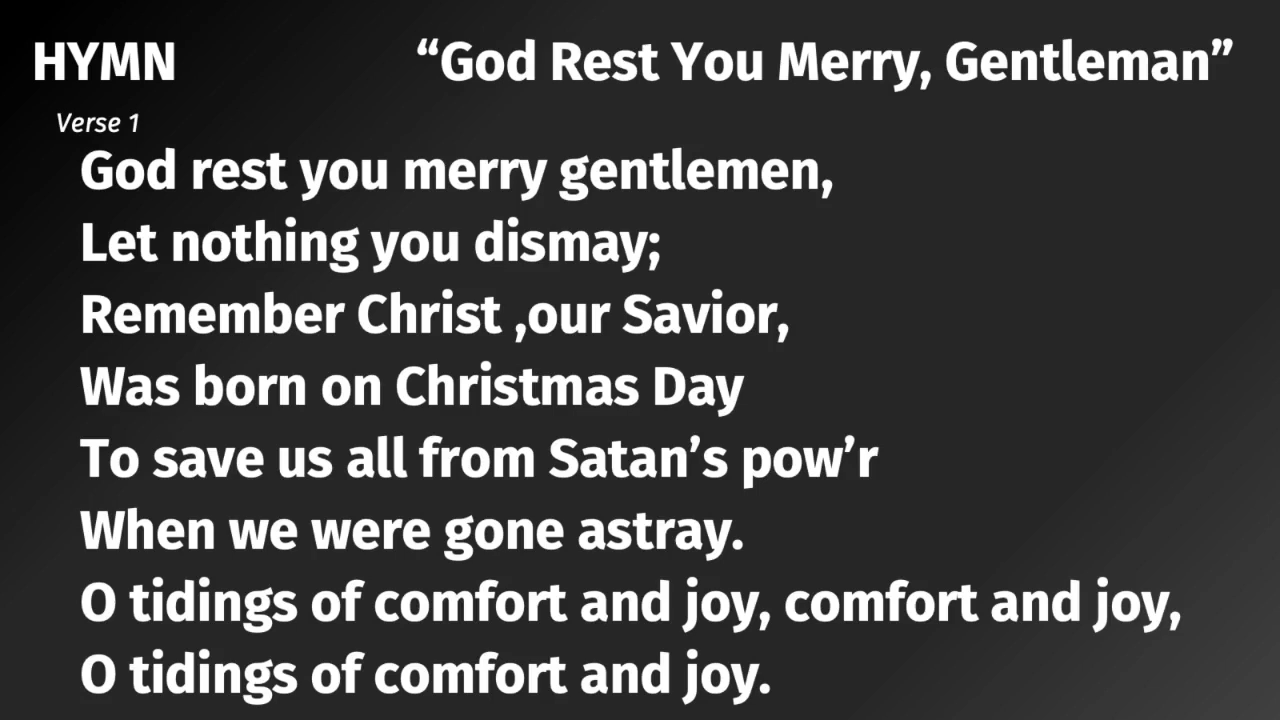 HYMN “God Rest You Merry, Gentleman”
Verse 1
God rest you merry gentlemen,
Let nothing you dismay;
Remember Christ ,our Savior,
Was born on Christmas Day
To save us all from Satan’s pow’r
When we were gone astray.
O tidings of comfort and joy, comfort and joy,
O tidings of comfort and joy.